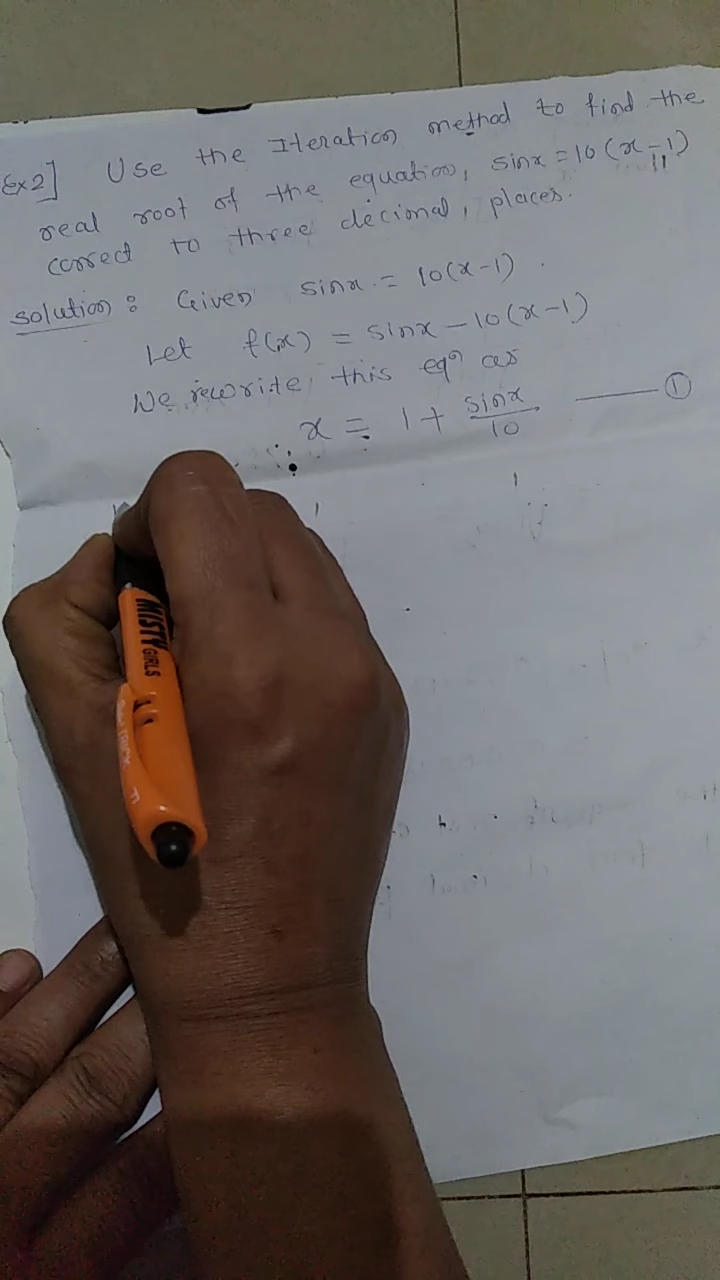 Ex2] Use the Iteration method to find the
real root of the equation, sinx = 10(x-1)
correct to three decimal, places.
Solution: Given sinx = 10(x-1).
Let f(x) = sinx - 10(x-1)
We rewrite this eqn as
x = 1 + sinx/10 —— ①
MISTY GIRLS